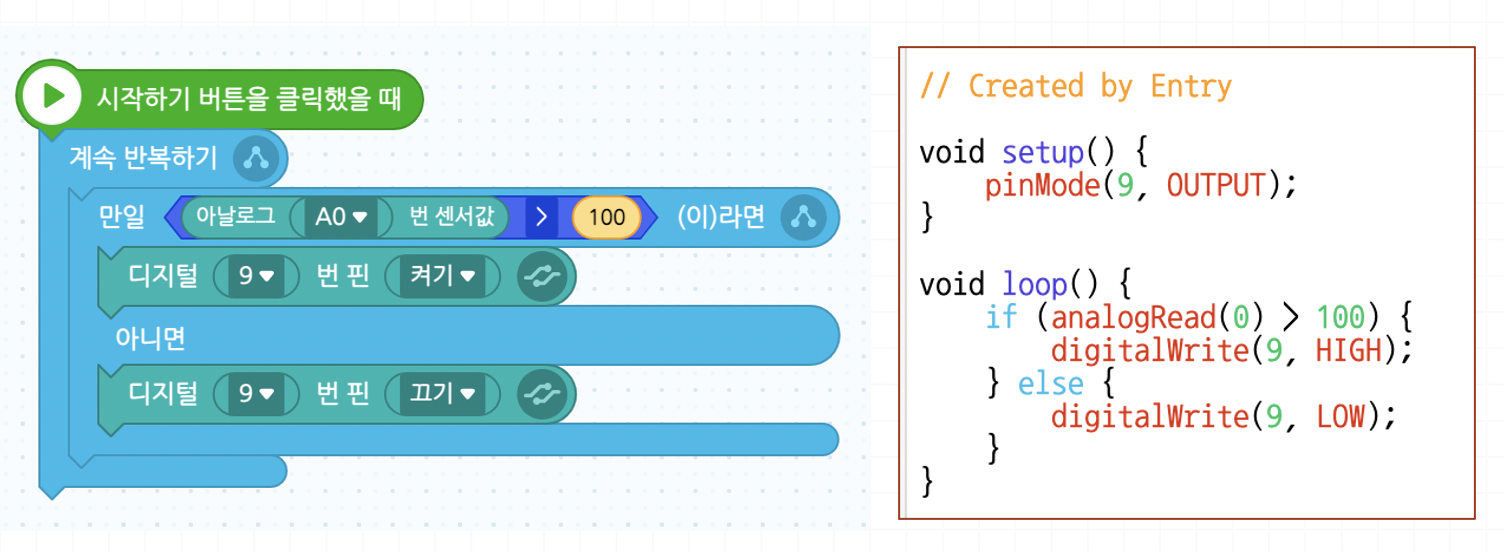 시작하기 버튼을 클릭했을 때
계속 반복하기
만일 아날로그 A0 번 센서값 > 100 (이)라면
디지털 9 번 핀 켜기
아니면
디지털 9 번 핀 끄기
// Created by Entry
void setup() {
    pinMode(9, OUTPUT);
}
void loop() {
    if (analogRead(0) > 100) {
        digitalWrite(9, HIGH);
    } else {
        digitalWrite(9, LOW);
    }
}